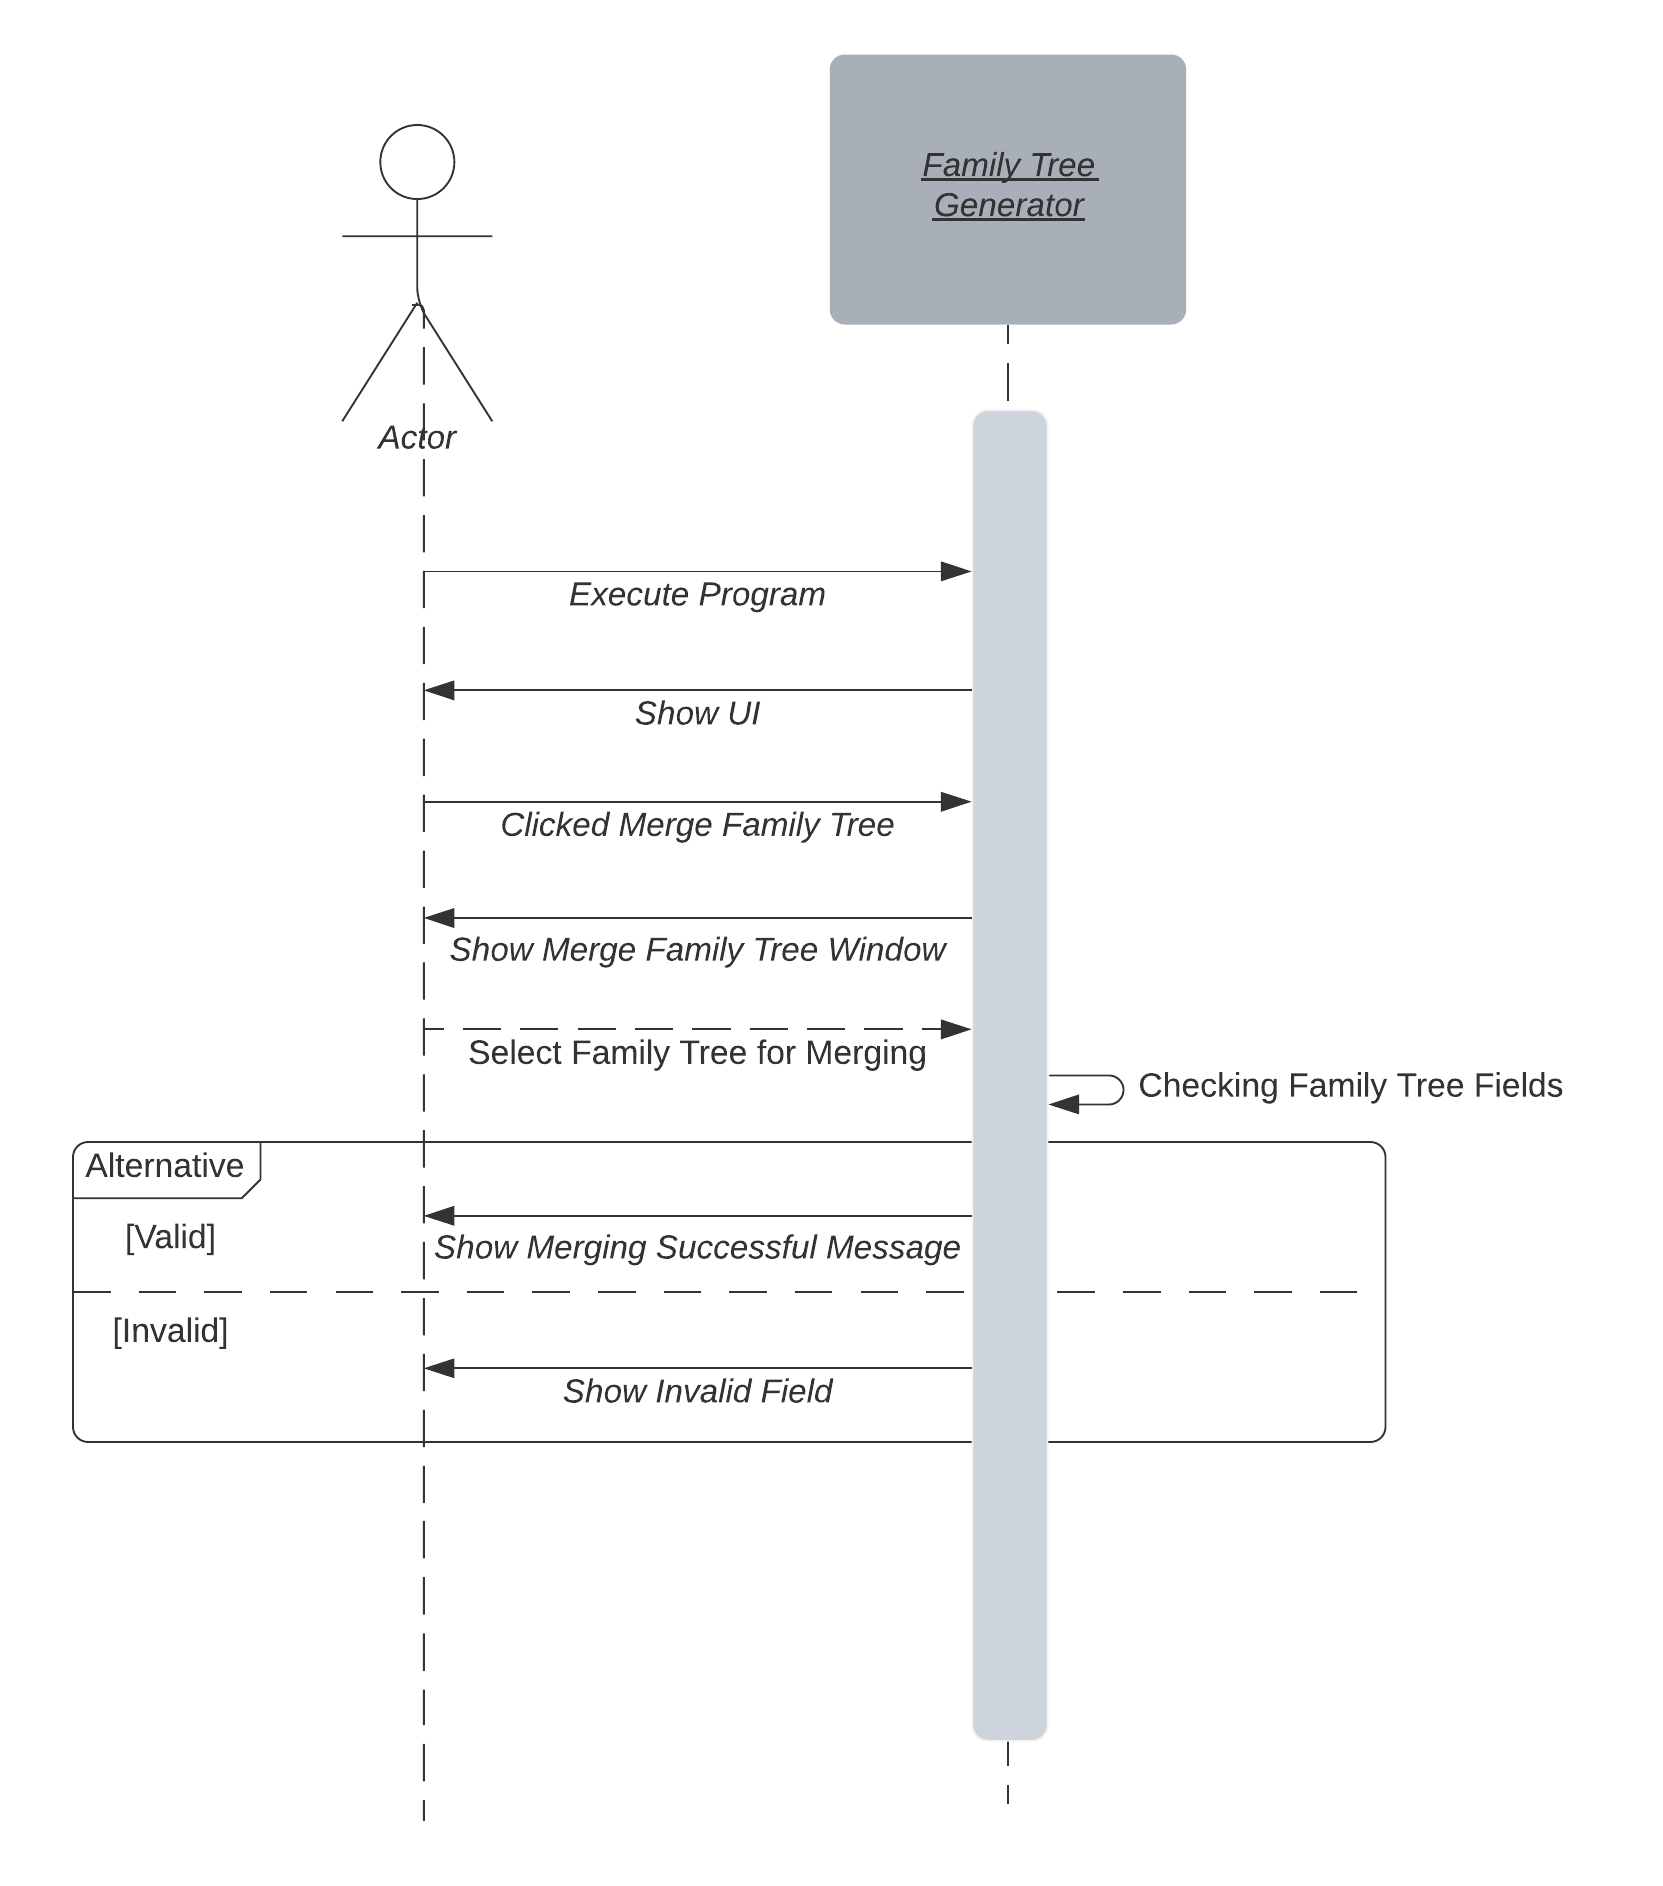 Family Tree
Generator
Actor
Execute Program
Show UI
Clicked Merge Family Tree
Show Merge Family Tree Window
Select Family Tree for Merging
Checking Family Tree Fields
Alternative
[Valid]
Show Merging Successful Message
[Invalid]
Show Invalid Field